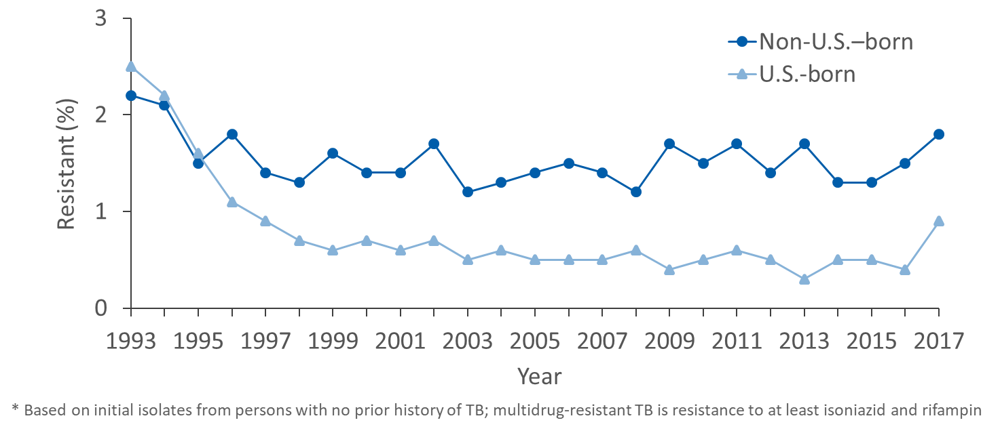 3
Non-U.S.–born
U.S.-born
2
Resistant (%)
1
0
1993 1995 1997 1999 2001 2003 2005 2007 2009 2011 2013 2015 2017
Year
* Based on initial isolates from persons with no prior history of TB; multidrug-resistant TB is resistance to at least isoniazid and rifampin